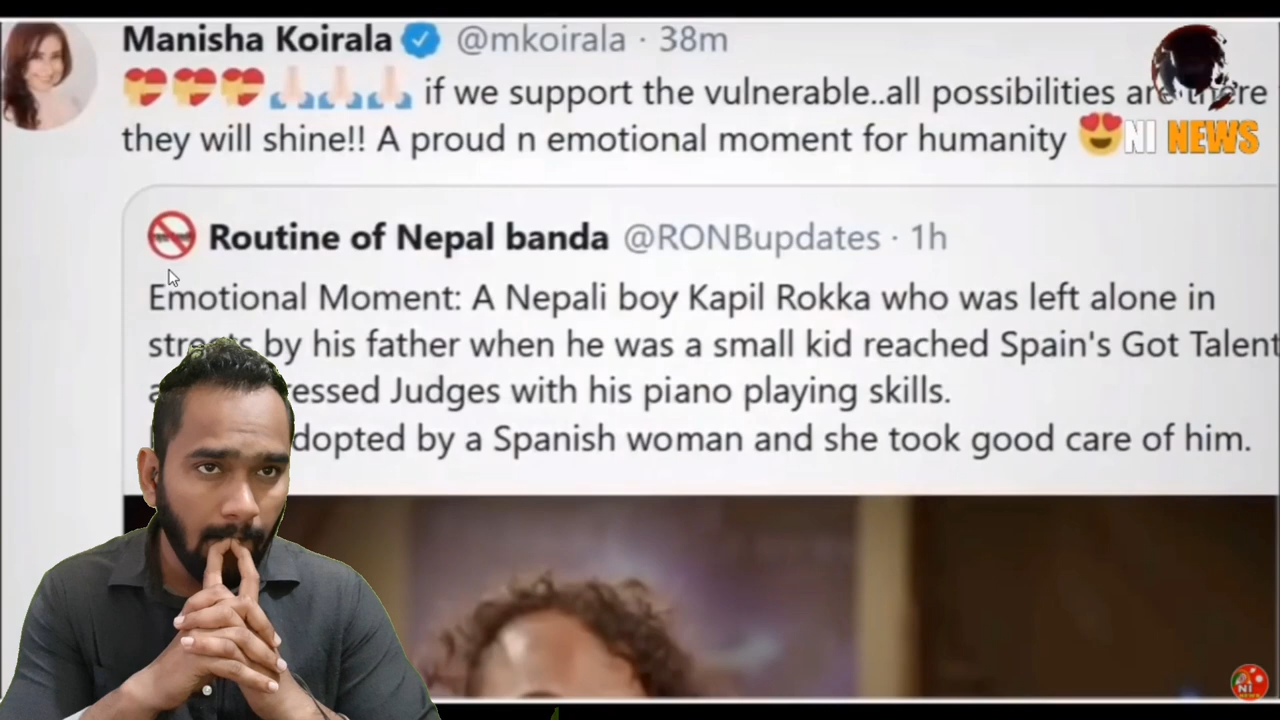 Manisha Koirala @mkoirala · 38m
💝💝💝🙏🏻🙏🏻🙏🏻 if we support the vulnerable..all possibilities are there
they will shine!! A proud n emotional moment for humanity 😍
NI NEWS
Routine of Nepal banda @RONBupdates · 1h
Emotional Moment: A Nepali boy Kapil Rokka who was left alone in
by his father when he was a small kid reached Spain's Got Talent
Judges with his piano playing skills.
by a Spanish woman and she took good care of him.
NI
NEWS